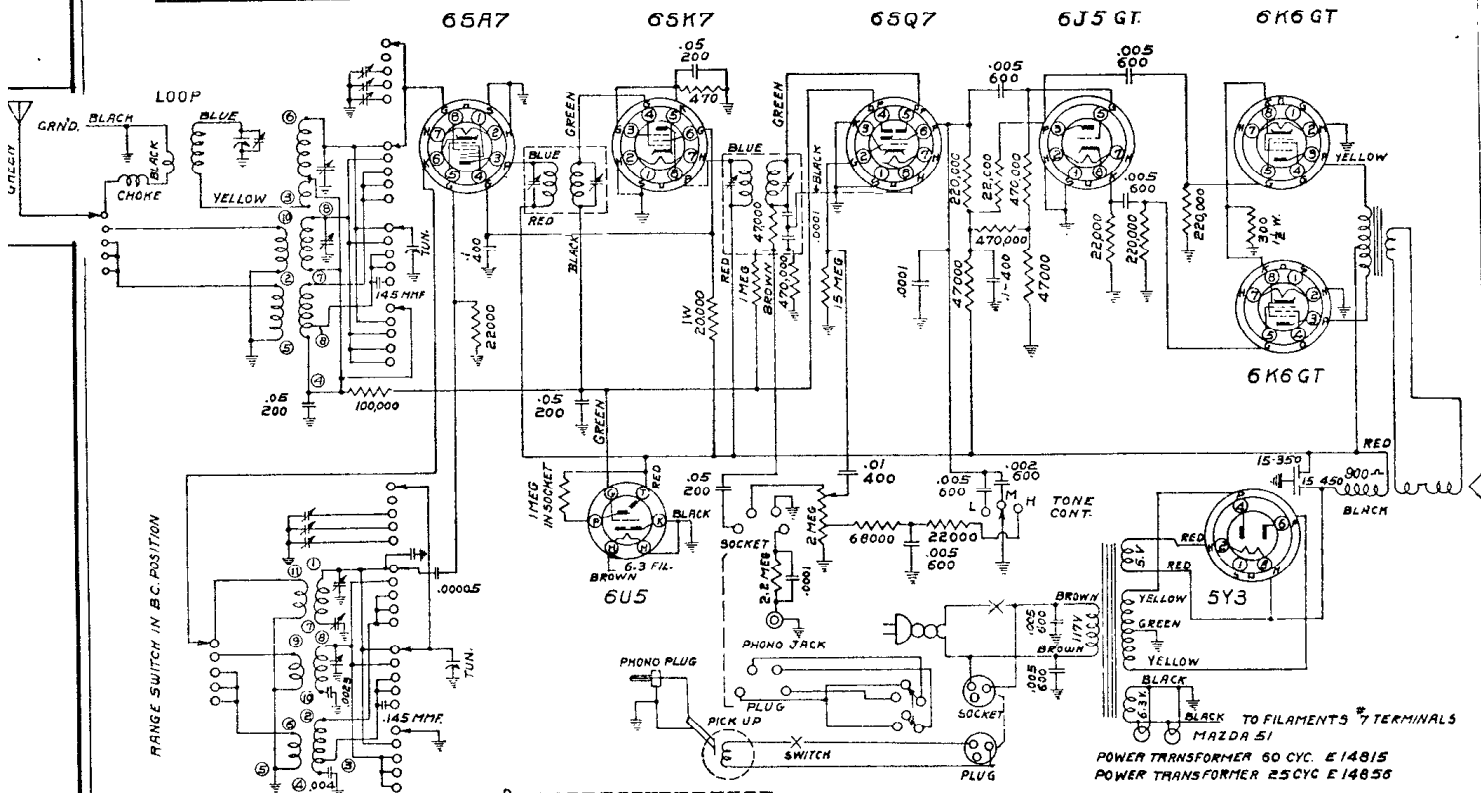 6SA7
6SK7
6SQ7
6J5 GT.
6K6 GT
LOOP
GRN'D.
BLACK
BLUE
BLACK
CHOKE
YELLOW
GREEN
.05
200
470
GREEN
BLUE
RED
BLACK
.1
400
22000
TUN.
145 MMF
.05
200
100,000
.05
200
GREEN
1W
20,000
GREEN
BLUE
BLACK
RED
47,000
1 MEG
BROWN
470,000
.0001
15 MEG
.0001
.005
600
220,000
22,000
470,000
470,000
47000
.1-400
47000
.005
600
.005
600
22000
220,000
220,000
YELLOW
300
½ W.
6K6 GT
RED
15-350
15 450
900Ω
BLACK
RANGE SWITCH IN B.C. POSITION
1 MEG
IN SOCKET
RED
BLACK
BROWN
6.3 FIL.
6U5
.05
200
SOCKET
.01
400
2 MEG
68000
.005
600
22000
.005
600
.002
600
L
M
H
TONE
CONT.
2.2 MEG
.0001
PHONO JACK
.00005
TUN.
.0025
.145 MMF.
.004
PHONO PLUG
PICK UP
PLUG
SWITCH
SOCKET
PLUG
BROWN
117V
BROWN
.005
600
.005
600
5.V
RED
RED
5Y3
YELLOW
GREEN
YELLOW
BLACK
6.3V.
BLACK
TO FILAMENTS #7 TERMINALS
MAZDA 51
POWER TRANSFORMER 60 CYC. E 14815
POWER TRANSFORMER 25 CYC E 14856